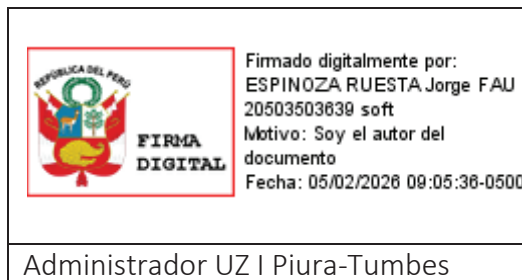 REPÚBLICA DEL PERÚ
FIRMA
DIGITAL
Firmado digitalmente por:
ESPINOZA RUESTA Jorge FAU
20503503639 soft
Motivo: Soy el autor del
documento
Fecha: 05/02/2026 09:05:36-0500
Administrador UZ I Piura-Tumbes